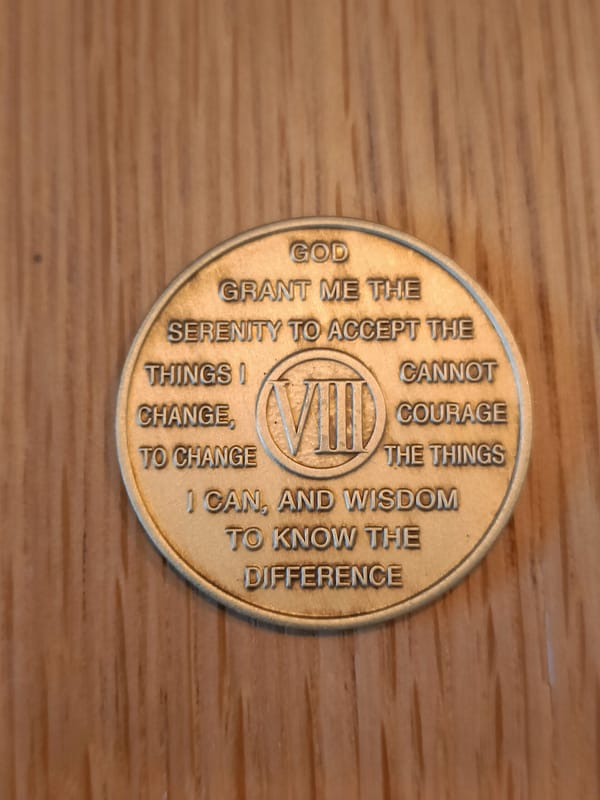 GOD
GRANT ME THE
SERENITY TO ACCEPT THE
THINGS I CANNOT
CHANGE, COURAGE
VIII
TO CHANGE THE THINGS
I CAN, AND WISDOM
TO KNOW THE
DIFFERENCE